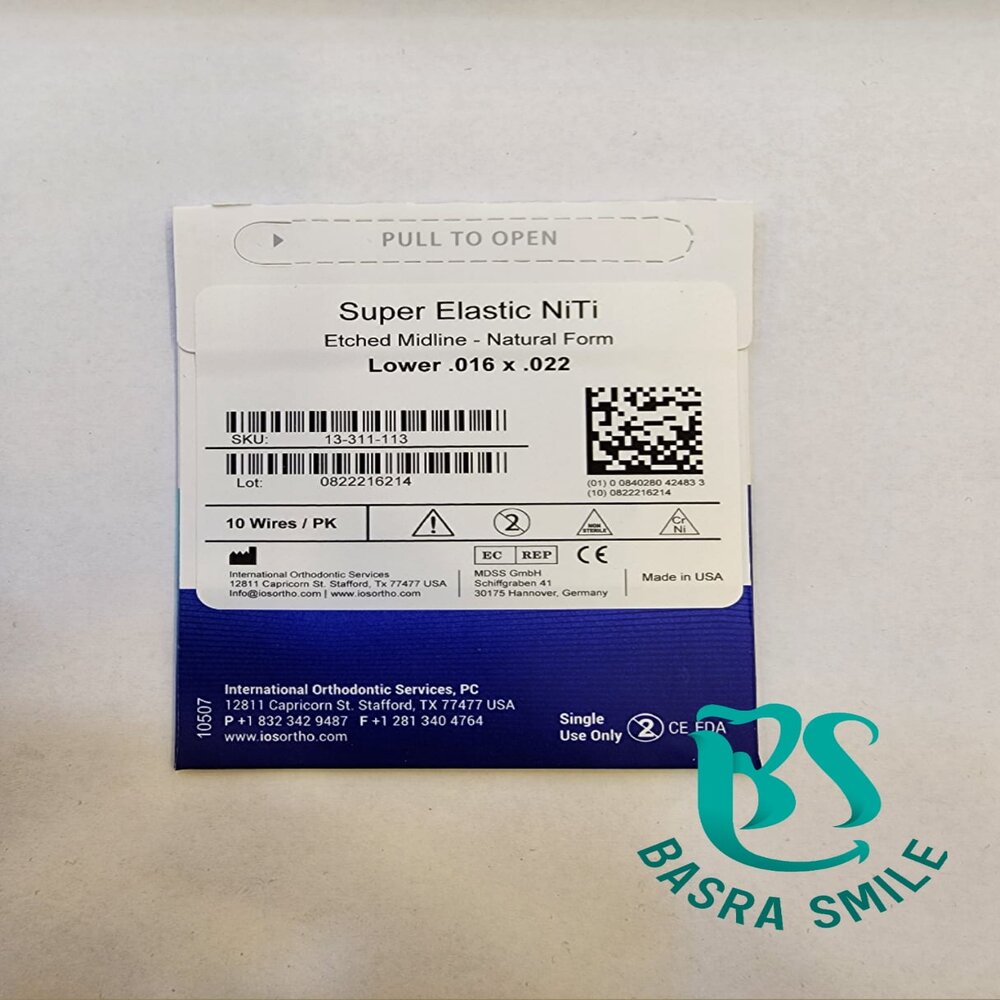 PULL TO OPEN
Super Elastic NiTi
Etched Midline - Natural Form
Lower .016 x .022
SKU: 13-311-113
Lot: 0822216214
(01) 0 0840280 42483 3
(10) 0822216214
10 Wires / PK
2
NON STERILE
Cr
Ni
EC REP CE
International Orthodontic Services
12811 Capricorn St. Stafford, Tx 77477 USA
Info@iosortho.com | www.iosortho.com
MDSS GmbH
Schiffgraben 41
30175 Hannover, Germany
Made in USA
10507
International Orthodontic Services, PC
12811 Capricorn St. Stafford, TX 77477 USA
P +1 832 342 9487 F +1 281 340 4764
www.iosortho.com
Single
Use Only 2 CE FDA
BS
BASRA SMILE